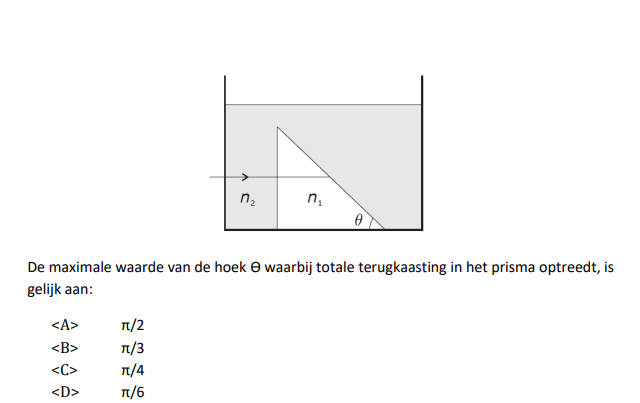 n₂
n₁
θ
De maximale waarde van de hoek Ɵ waarbij totale terugkaasting in het prisma optreedt, is
gelijk aan:
<A> π/2
<B> π/3
<C> π/4
<D> π/6